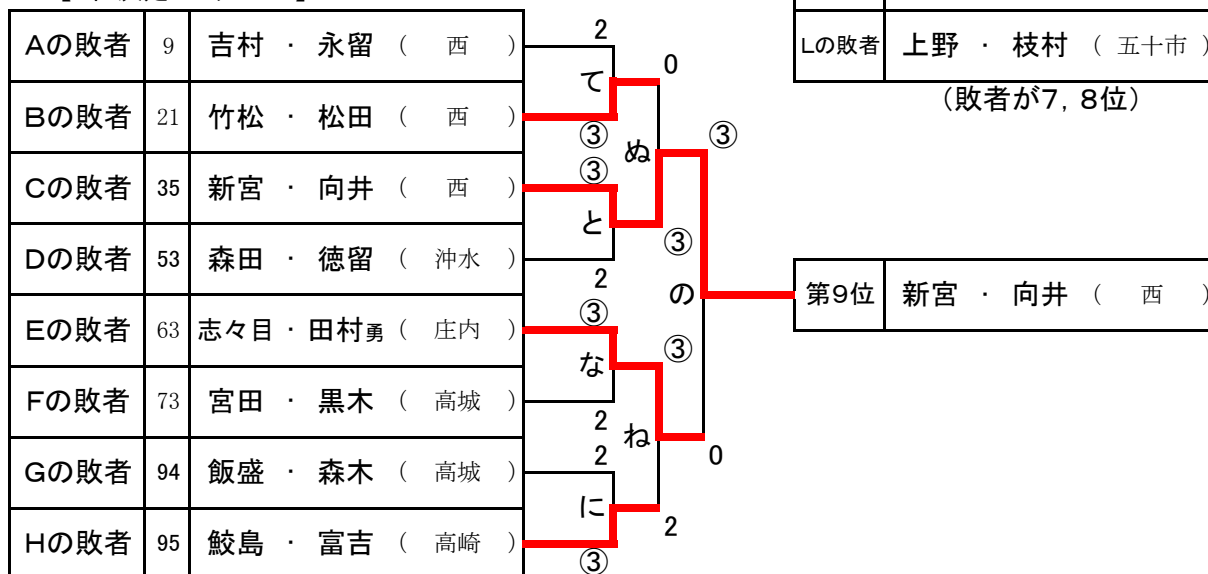 Aの敗者 9 吉村 ・ 永留 ( 西 )
Bの敗者 21 竹松 ・ 松田 ( 西 )
Cの敗者 35 新宮 ・ 向井 ( 西 )
Dの敗者 53 森田 ・ 徳留 ( 沖水 )
Eの敗者 63 志々目 ・ 田村勇 ( 庄内 )
Fの敗者 73 宮田 ・ 黒木 ( 高城 )
Gの敗者 94 飯盛 ・ 森木 ( 高城 )
Hの敗者 95 鮫島 ・ 富吉 ( 高崎 )
2
て
③
③
と
2
③
な
2
2
に
③
0
ぬ
③
③
ね
2
③
の
0
Lの敗者 上野 ・ 枝村 ( 五十市 )
(敗者が7, 8位)
第9位 新宮 ・ 向井 ( 西 )